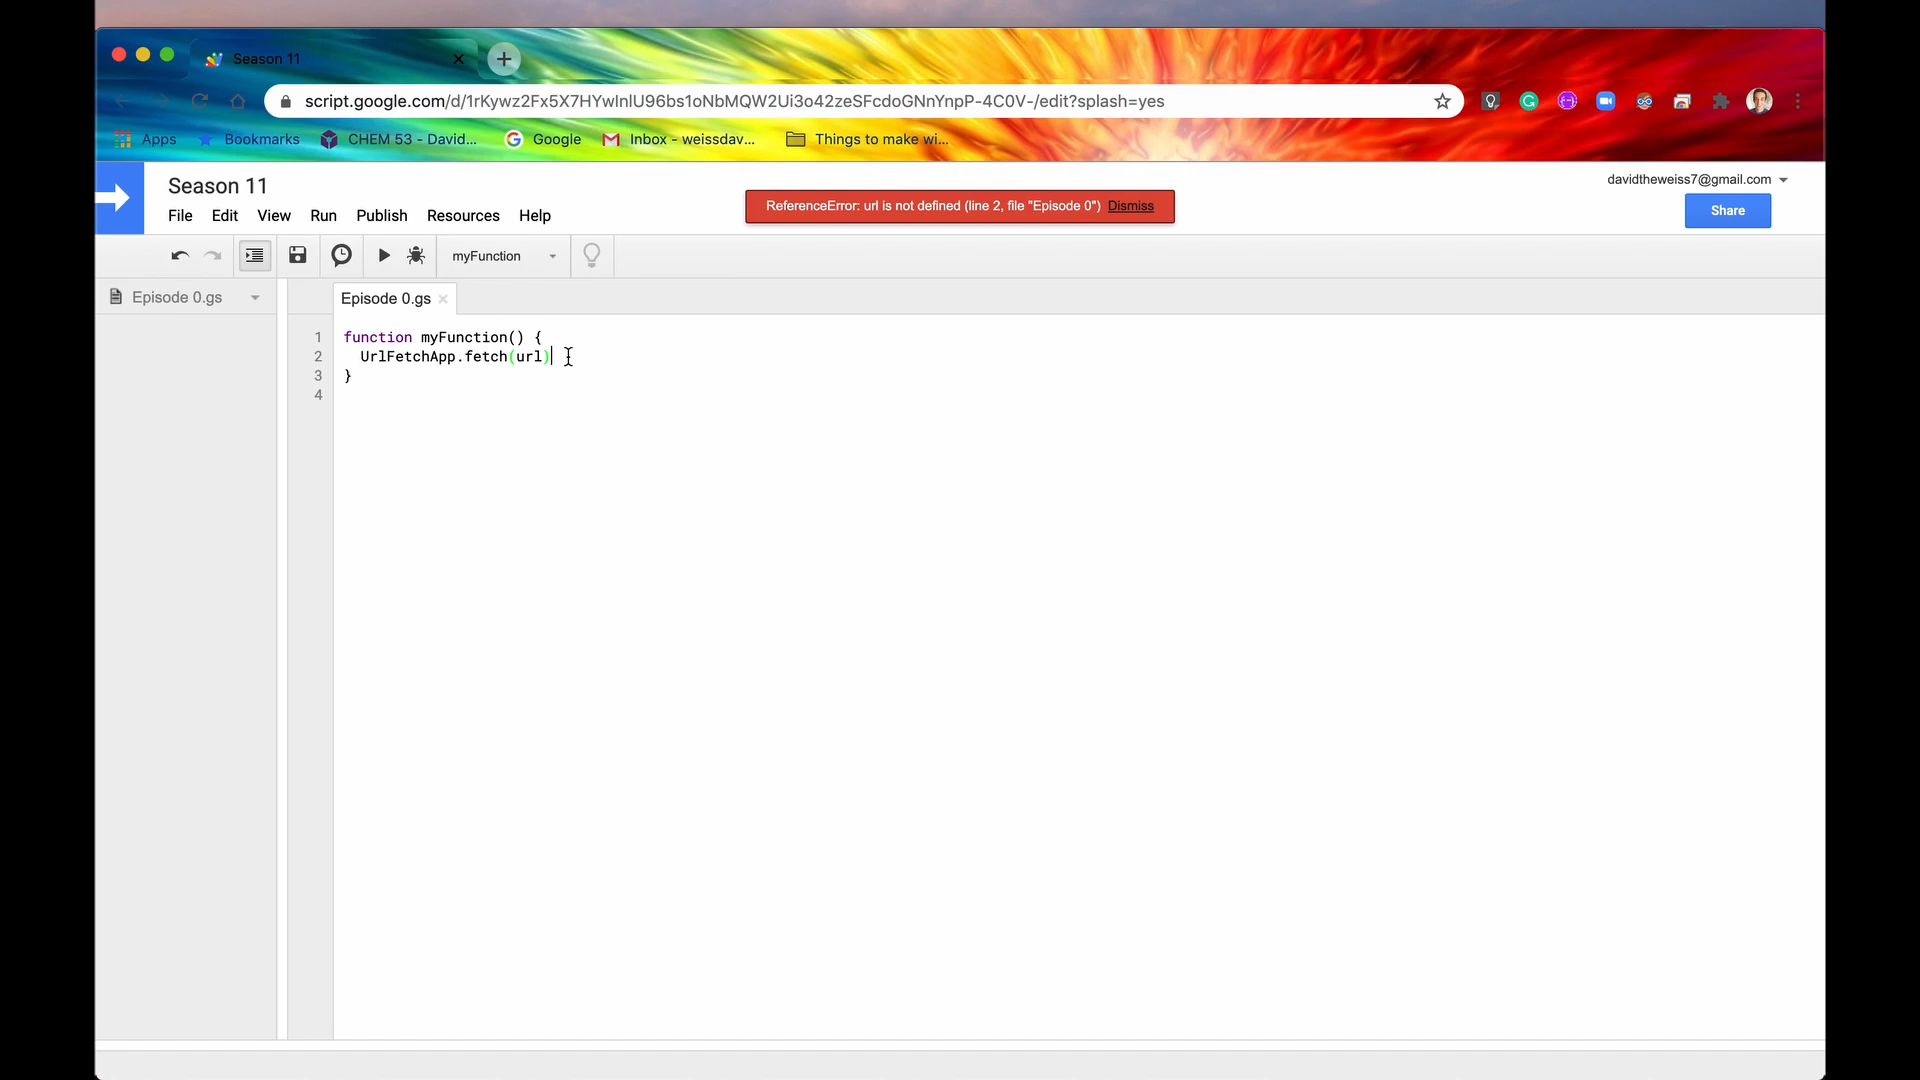 Season 11
script.google.com/d/1rKywz2Fx5X7HYwInlU96bs1oNbMQW2Ui3o42zeSFcdoGNnYnpP-4C0V-/edit?splash=yes
Apps Bookmarks CHEM 53 - David... Google Inbox - weissdav... Things to make wi...
Season 11
davidtheweiss7@gmail.com
ReferenceError: url is not defined (line 2, file "Episode 0") Dismiss
Share
File Edit View Run Publish Resources Help
myFunction
Episode 0.gs
Episode 0.gs
1 function myFunction() {
2 UrlFetchApp.fetch(url)
3 }
4